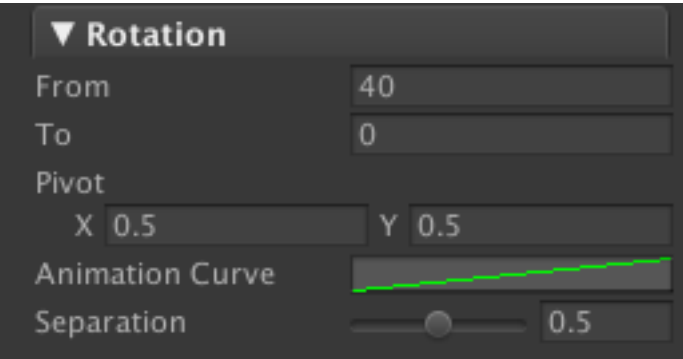 ▼ Rotation
From 40
To 0
Pivot
X 0.5 Y 0.5
Animation Curve
Separation 0.5